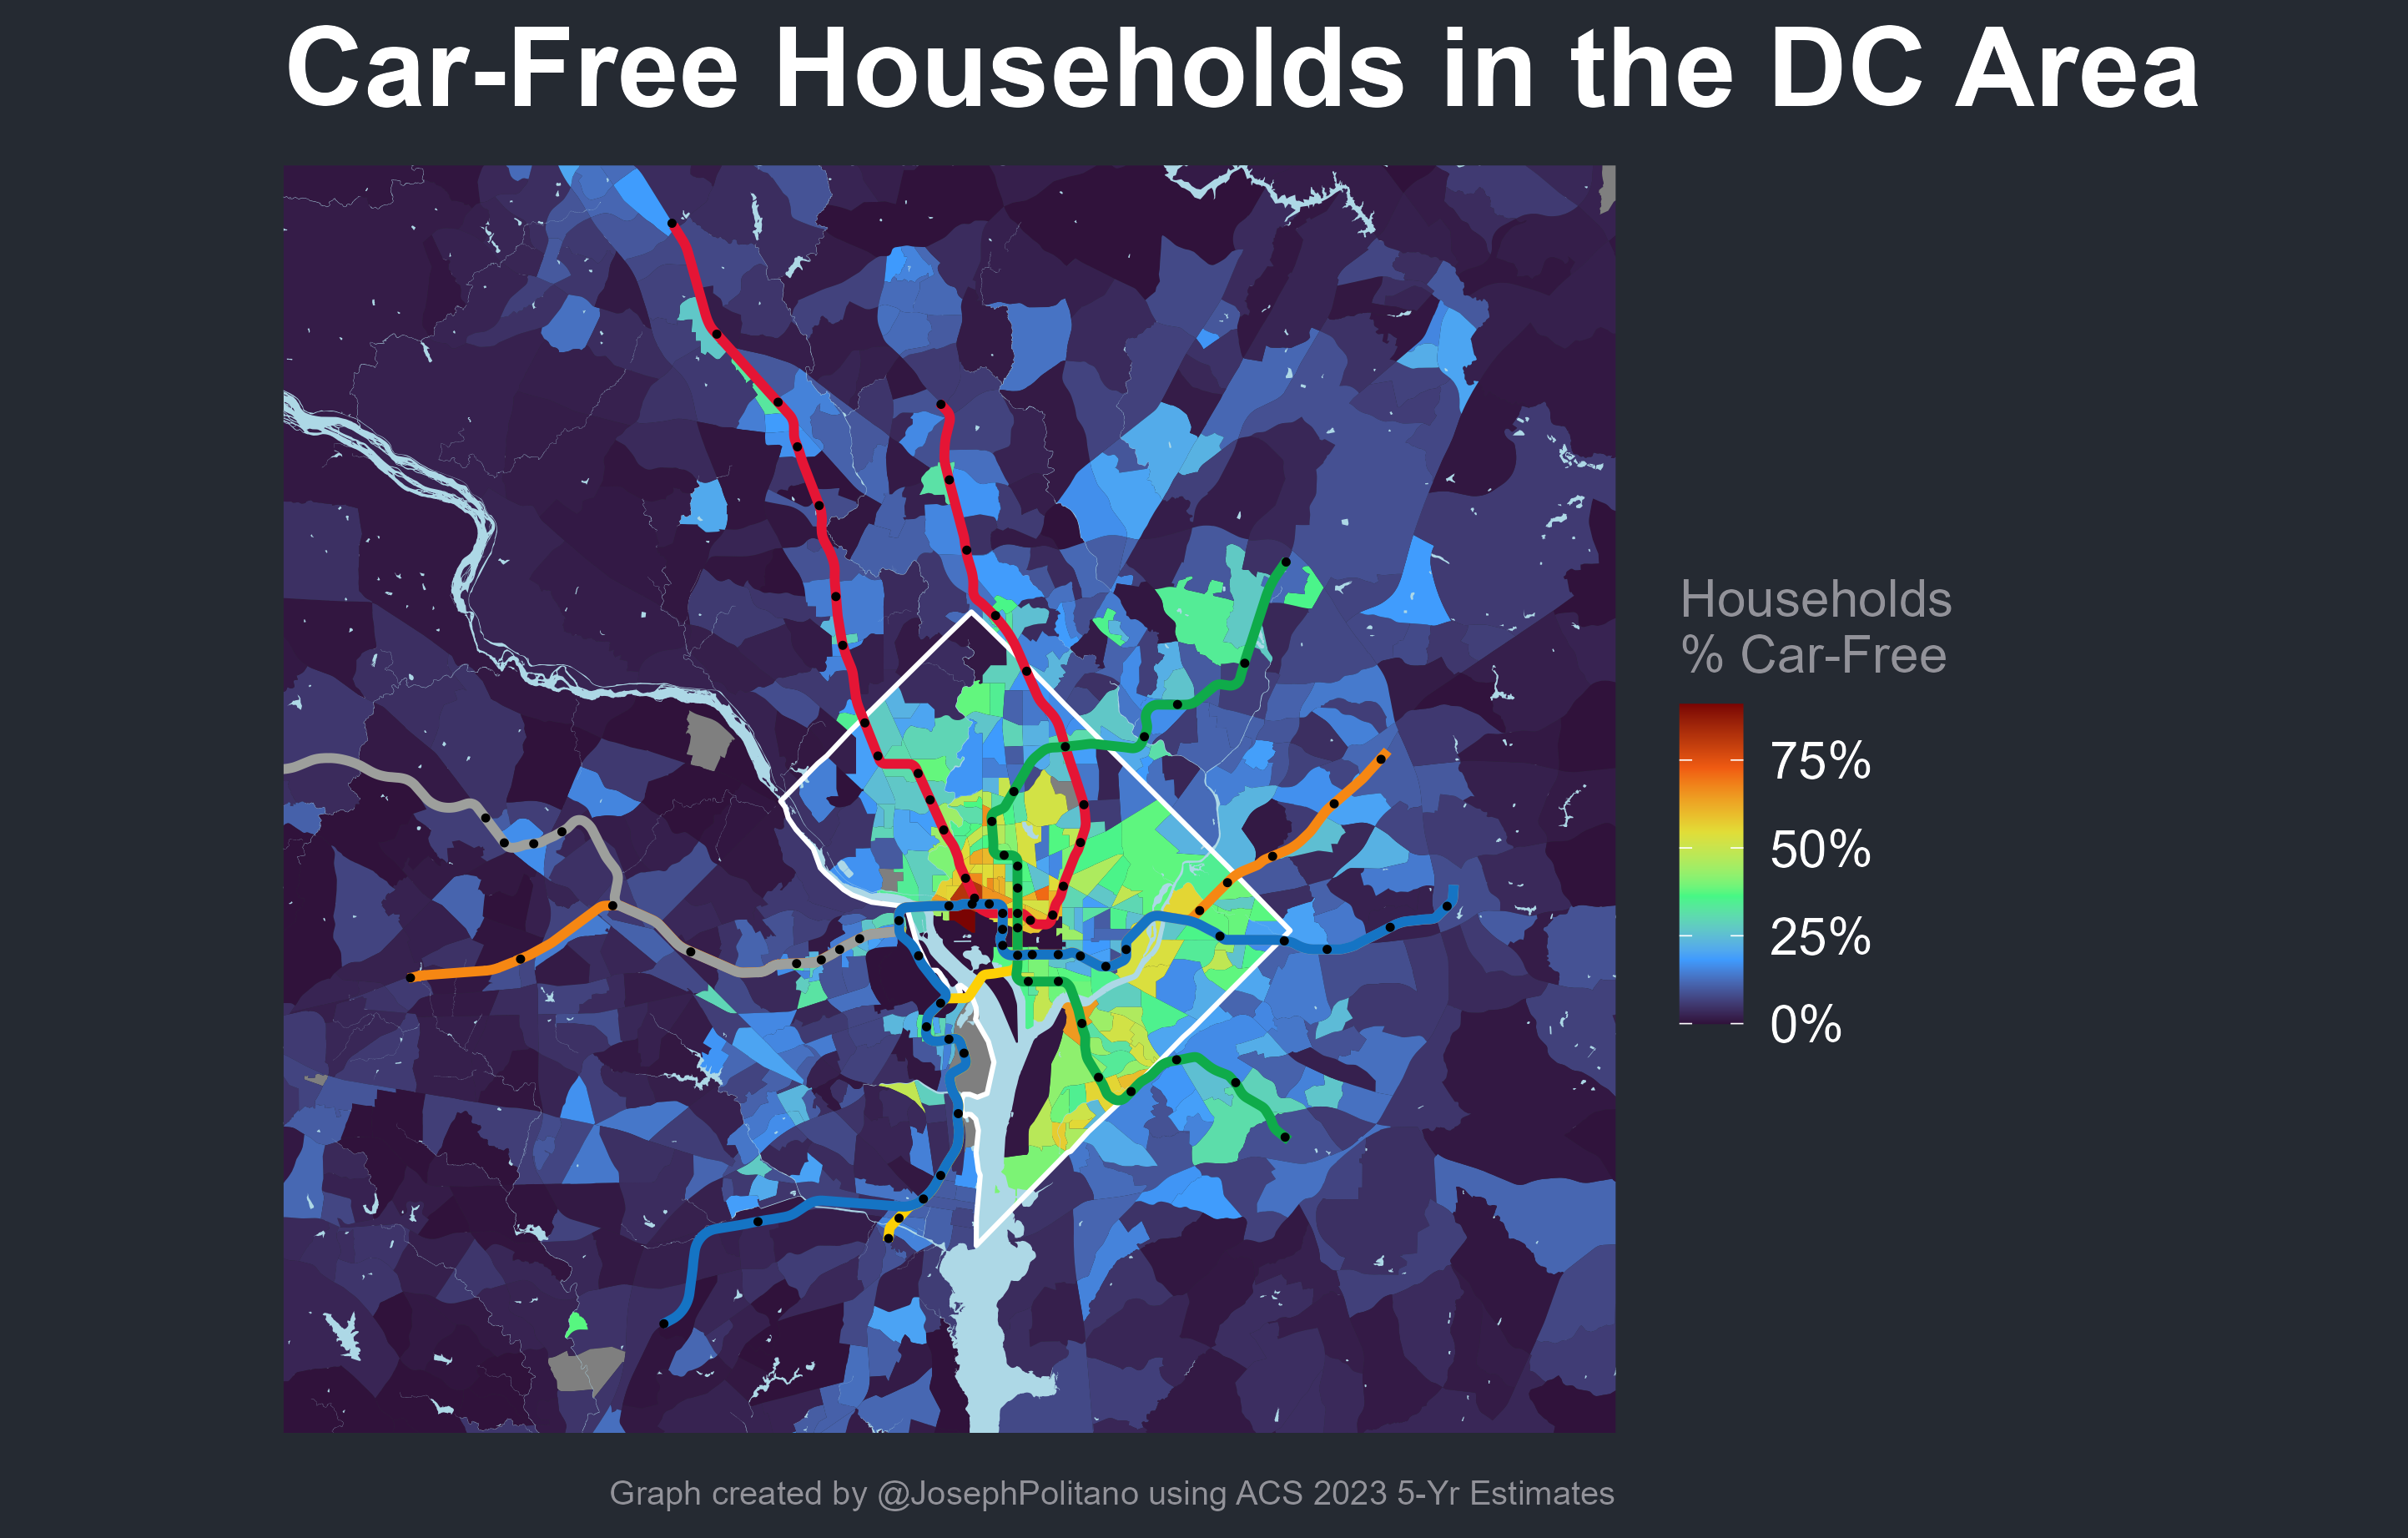 Car-Free Households in the DC Area
Households
% Car-Free
75%
50%
25%
0%
Graph created by @JosephPolitano using ACS 2023 5-Yr Estimates